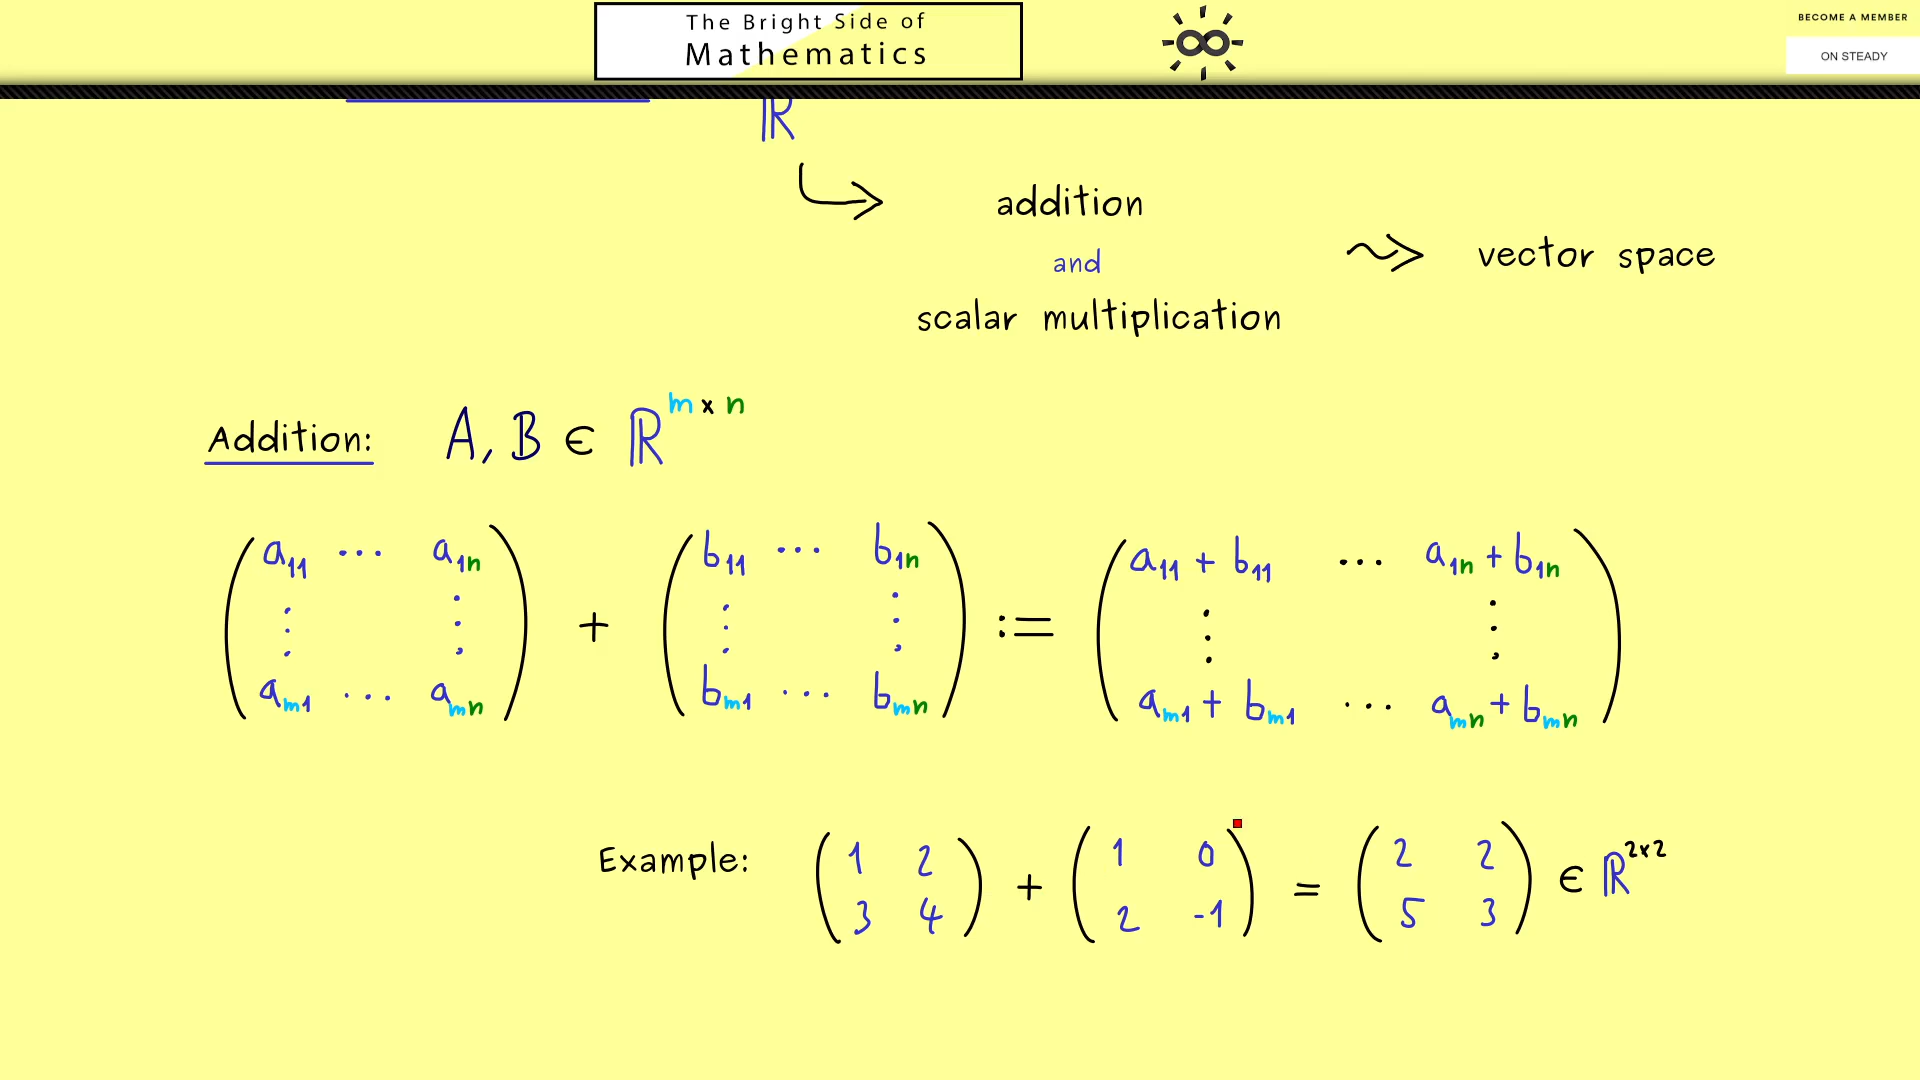 The Bright Side of
Mathematics
BECOME A MEMBER
ON STEADY
ℝ
addition
and
scalar multiplication
vector space
Addition: A, B ∈ ℝ^{m×n}
( a₁₁ ⋯ a₁ₙ ) + ( b₁₁ ⋯ b₁ₙ ) := ( a₁₁ + b₁₁ ⋯ a₁ₙ + b₁ₙ )
⋮ ⋮ ⋮ ⋮ ⋮ ⋮
( aₘ₁ ⋯ aₘₙ ) ( bₘ₁ ⋯ bₘₙ ) ( aₘ₁ + bₘ₁ ⋯ aₘₙ + bₘₙ )
Example: ( 1 2 ) + ( 1 0 ) = ( 2 2 ) ∈ ℝ^{2×2}
( 3 4 ) ( 2 -1 ) ( 5 3 )